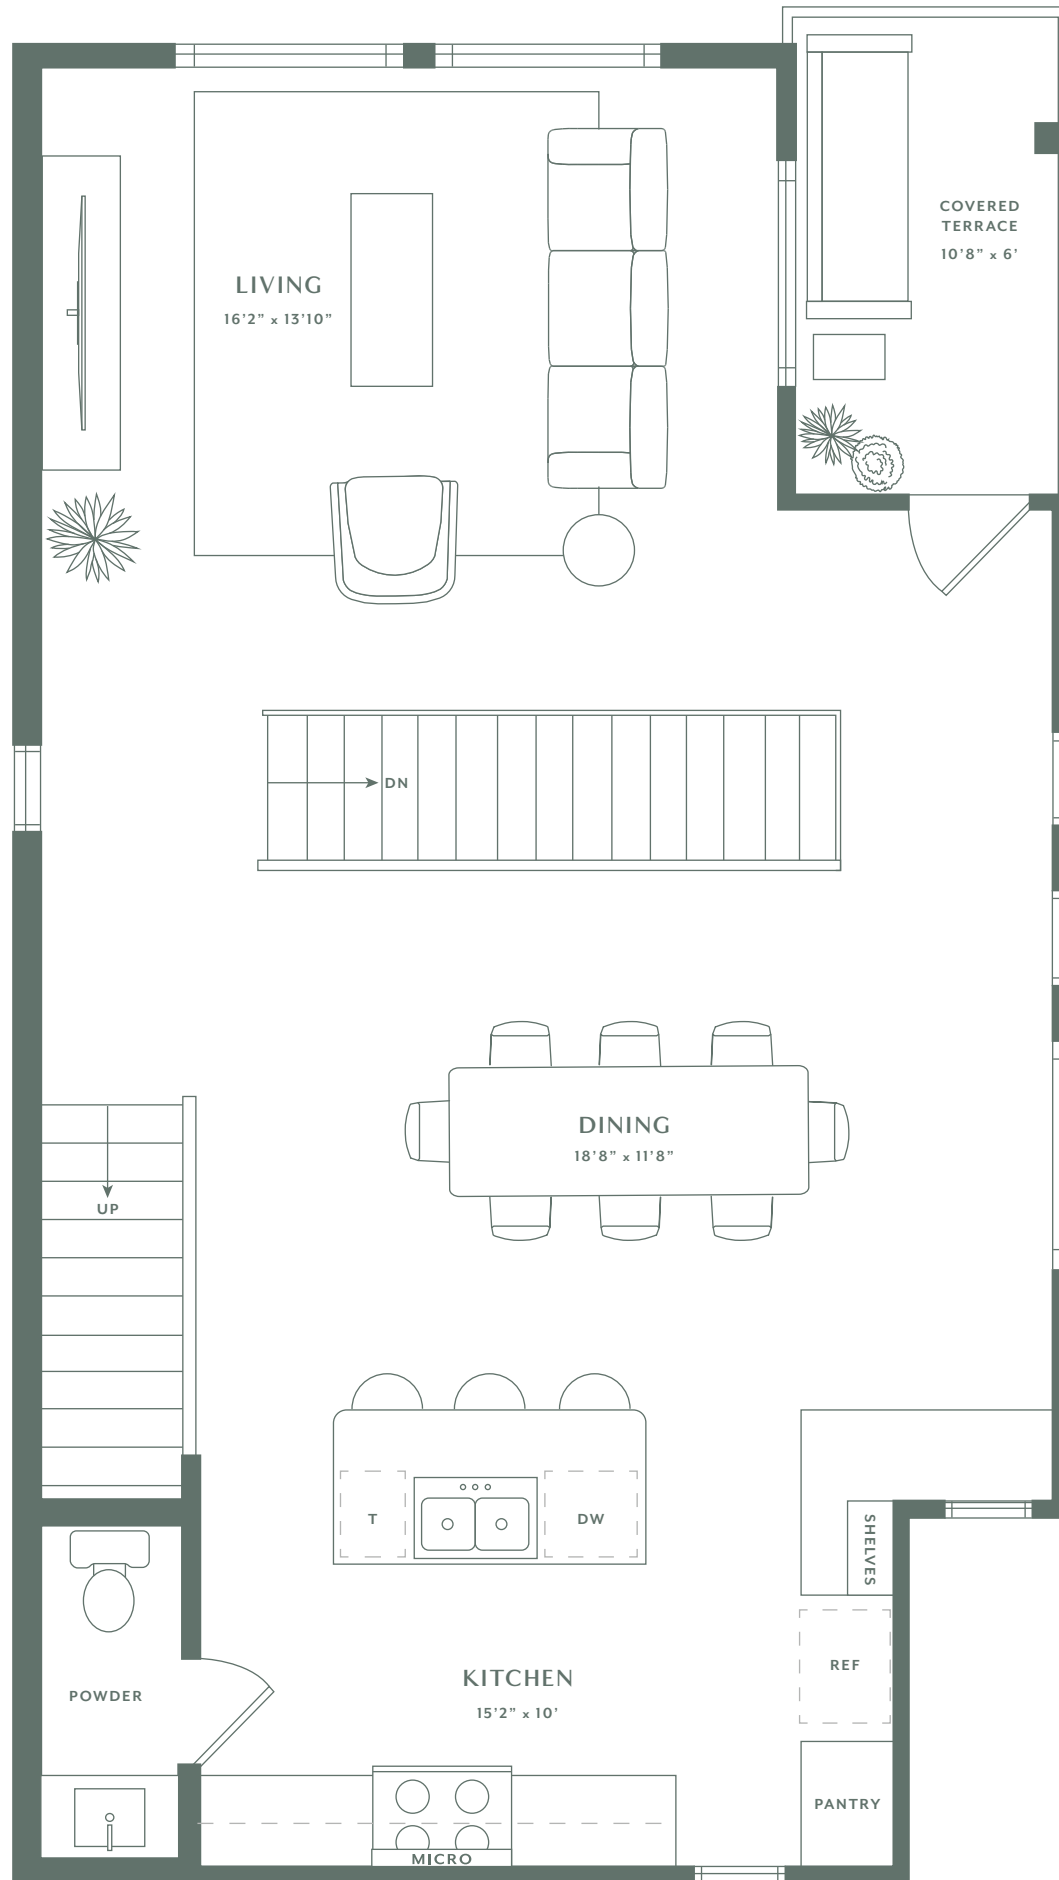 COVERED
TERRACE
10’8” x 6’
LIVING
16’2” x 13’10”
DN
DINING
18’8” x 11’8”
UP
T
DW
SHELVES
REF
KITCHEN
15’2” x 10’
POWDER
PANTRY
MICRO